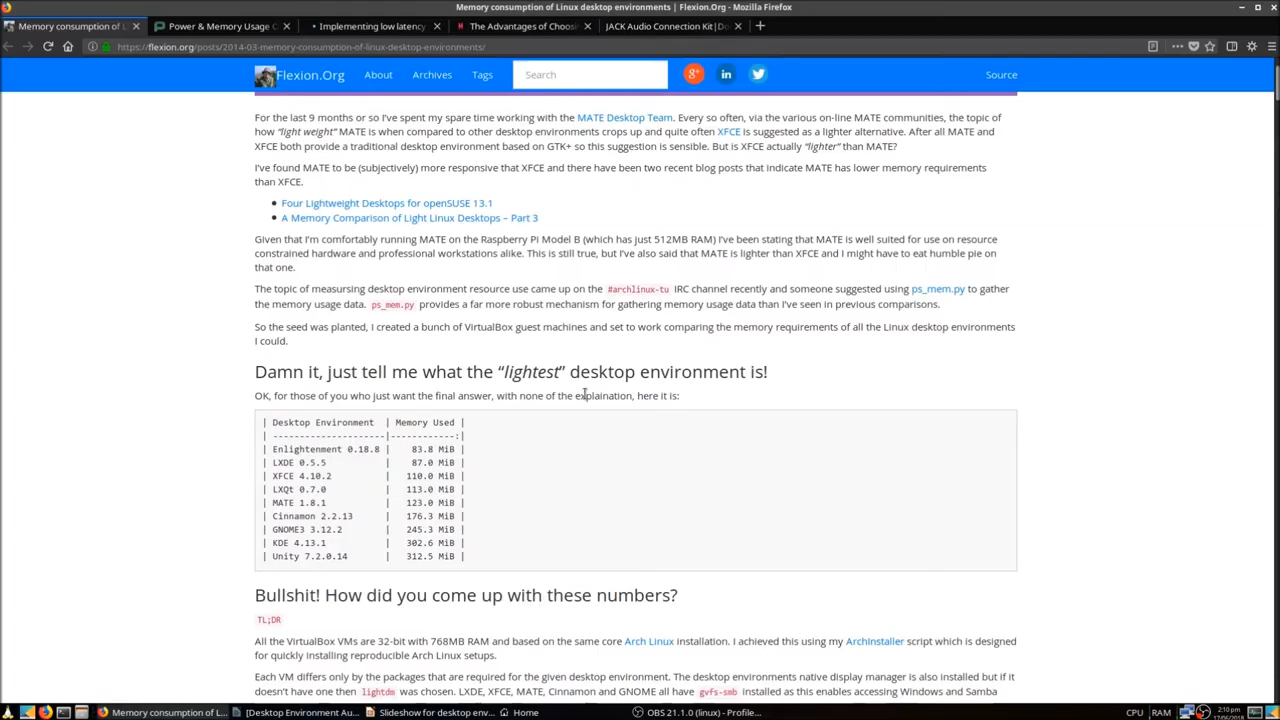 Memory consumption of Linux desktop environments | Flexion.Org - Mozilla Firefox
Memory consumption of L
Power & Memory Usage C
Implementing low latency
The Advantages of Choosi
JACK Audio Connection Kit | Do
https://flexion.org/posts/2014-03-memory-consumption-of-linux-desktop-environments/
Flexion.Org
About
Archives
Tags
Search
Source
For the last 9 months or so I've spent my spare time working with the MATE Desktop Team. Every so often, via the various on-line MATE communities, the topic of
how "light weight" MATE is when compared to other desktop environments crops up and quite often XFCE is suggested as a lighter alternative. After all MATE and
XFCE both provide a traditional desktop environment based on GTK+ so this suggestion is sensible. But is XFCE actually "lighter" than MATE?
I've found MATE to be (subjectively) more responsive that XFCE and there have been two recent blog posts that indicate MATE has lower memory requirements
than XFCE.
• Four Lightweight Desktops for openSUSE 13.1
• A Memory Comparison of Light Linux Desktops – Part 3
Given that I'm comfortably running MATE on the Raspberry Pi Model B (which has just 512MB RAM) I've been stating that MATE is well suited for use on resource
constrained hardware and professional workstations alike. This is still true, but I've also said that MATE is lighter than XFCE and I might have to eat humble pie on
that one.
The topic of measursing desktop environment resource use came up on the #archlinux-tu IRC channel recently and someone suggested using ps_mem.py to gather
the memory usage data. ps_mem.py provides a far more robust mechanism for gathering memory usage data than I've seen in previous comparisons.
So the seed was planted, I created a bunch of VirtualBox guest machines and set to work comparing the memory requirements of all the Linux desktop environments
I could.
Damn it, just tell me what the "lightest" desktop environment is!
OK, for those of you who just want the final answer, with none of the explaination, here it is:
| Desktop Environment | Memory Used |
| ---------------------|------------:|
| Enlightenment 0.18.8 | 83.8 MiB |
| LXDE 0.5.5 | 87.0 MiB |
| XFCE 4.10.2 | 110.0 MiB |
| LXQt 0.7.0 | 113.0 MiB |
| MATE 1.8.1 | 123.0 MiB |
| Cinnamon 2.2.13 | 176.3 MiB |
| GNOME3 3.12.2 | 245.3 MiB |
| KDE 4.13.1 | 302.6 MiB |
| Unity 7.2.0.14 | 312.5 MiB |
Bullshit! How did you come up with these numbers?
TL;DR
All the VirtualBox VMs are 32-bit with 768MB RAM and based on the same core Arch Linux installation. I achieved this using my ArchInstaller script which is designed
for quickly installing reproducible Arch Linux setups.
Each VM differs only by the packages that are required for the given desktop environment. The desktop environments native display manager is also installed but if it
doesn't have one then lightdm was chosen. LXDE, XFCE, MATE, Cinnamon and GNOME all have gvfs-smb installed as this enables accessing Windows and Samba
Memory consumption of L...
[Desktop Environment Au...
Slideshow for desktop env...
Home
OBS 21.1.0 (linux) - Profile...
CPU
RAM
2:10 pm